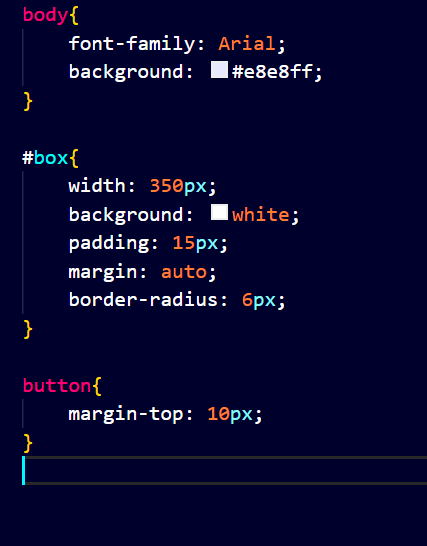 body{
    font-family: Arial;
    background: #e8e8ff;
}

#box{
    width: 350px;
    background: white;
    padding: 15px;
    margin: auto;
    border-radius: 6px;
}

button{
    margin-top: 10px;
}